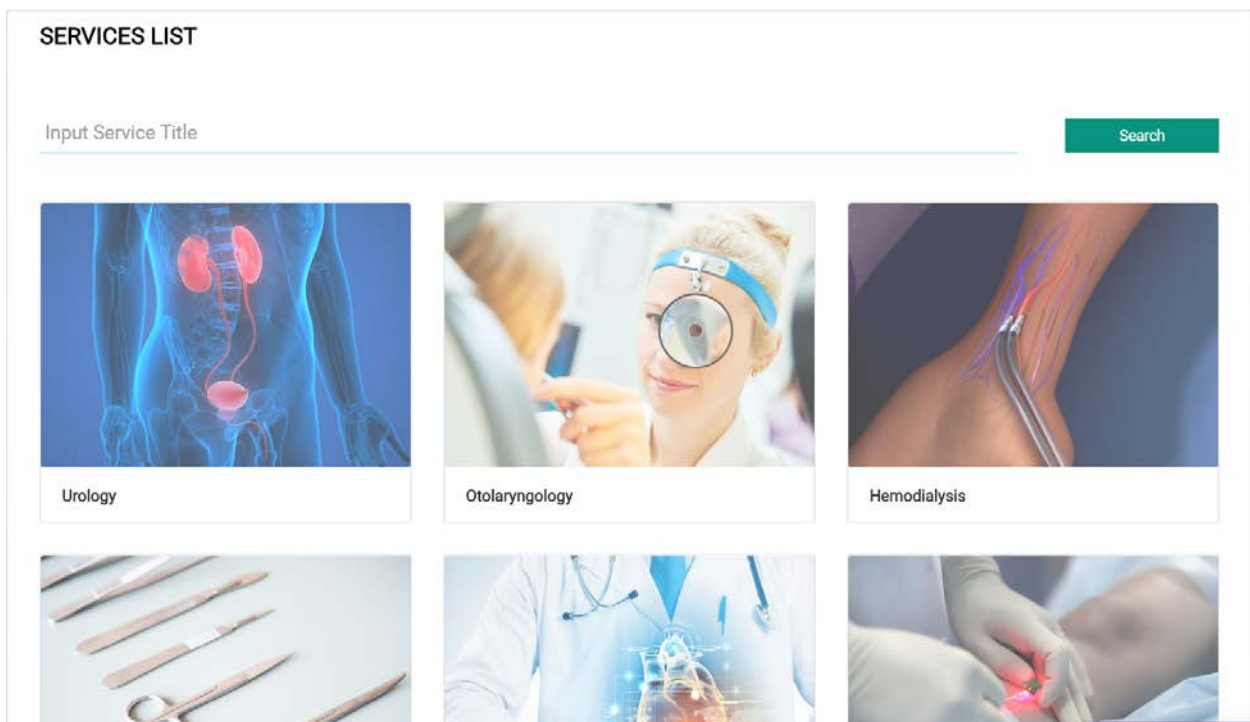 SERVICES LIST
Input Service Title
Search
Urology
Otolaryngology
Hemodialysis